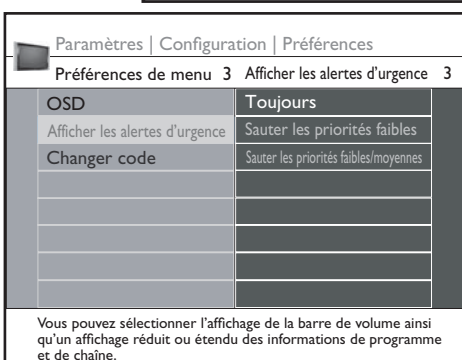 Paramètres | Configuration | Préférences
Préférences de menu 3 Afficher les alertes d'urgence 3
OSD Toujours
Afficher les alertes d'urgence Sauter les priorités faibles
Changer code Sauter les priorités faibles/moyennes
Vous pouvez sélectionner l'affichage de la barre de volume ainsi
qu'un affichage réduit ou étendu des informations de programme
et de chaîne.